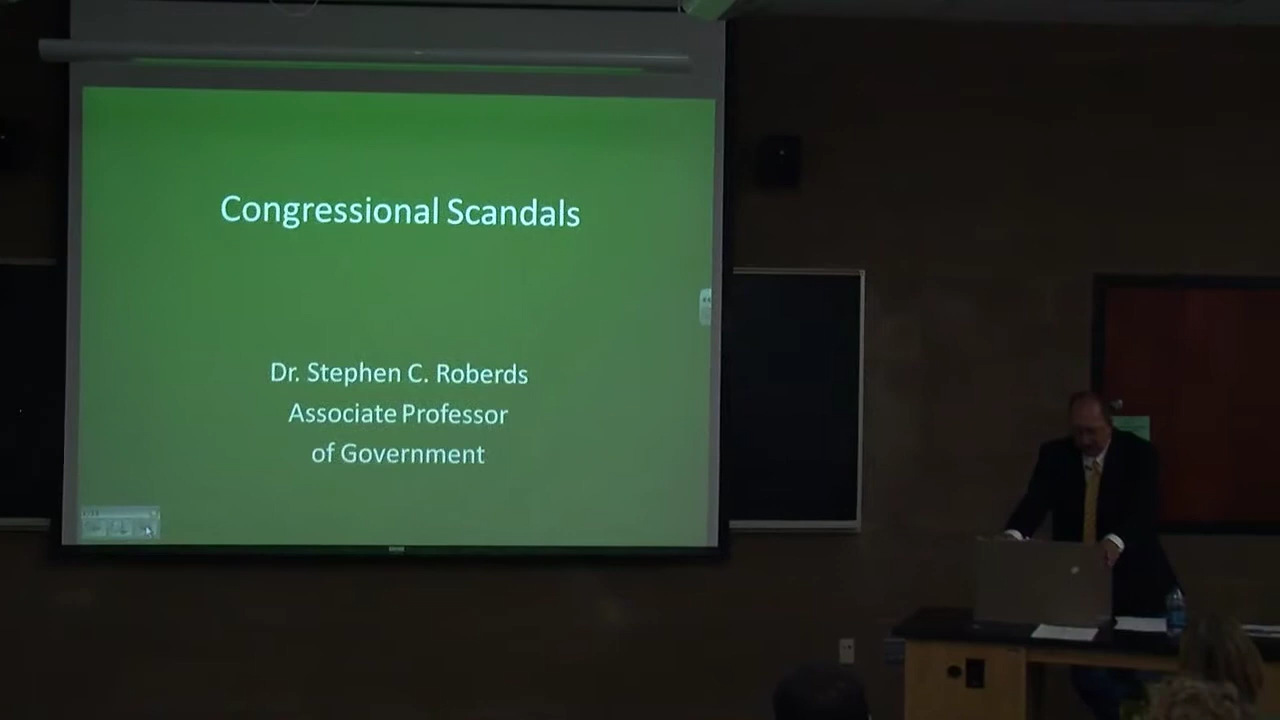 Congressional Scandals
Dr. Stephen C. Roberds
Associate Professor
of Government